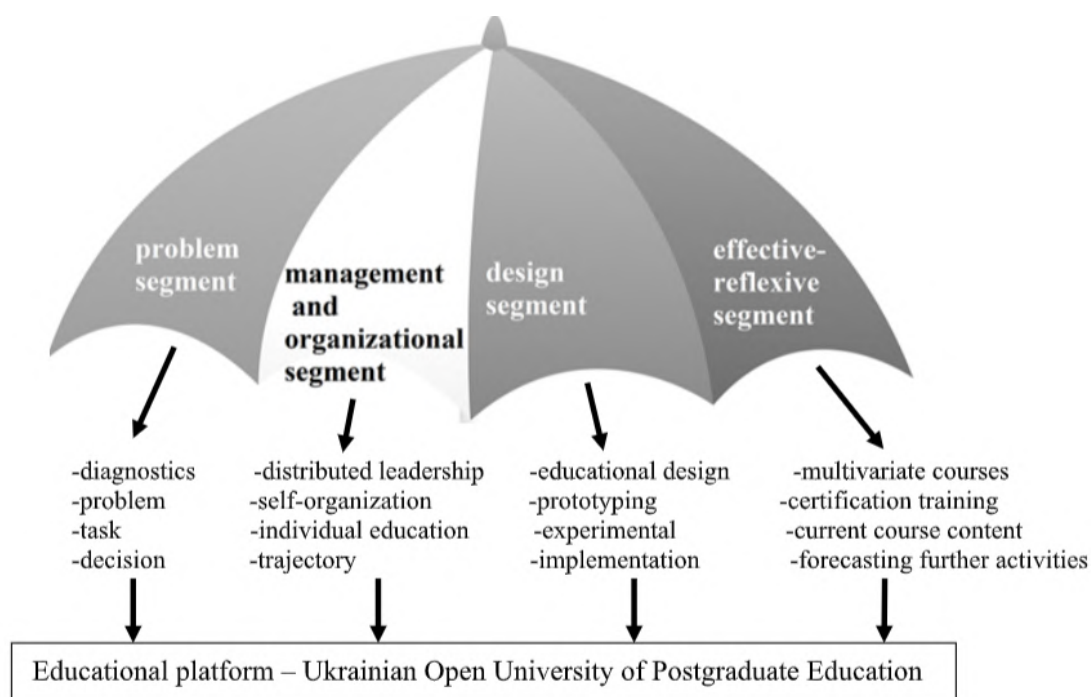 problem
segment
management
and
organizational
segment
design
segment
effective-
reflexive
segment
-diagnostics
-problem
-task
-decision
-distributed leadership
-self-organization
-individual education
-trajectory
-educational design
-prototyping
-experimental
-implementation
-multivariate courses
-certification training
-current course content
-forecasting further activities
Educational platform – Ukrainian Open University of Postgraduate Education